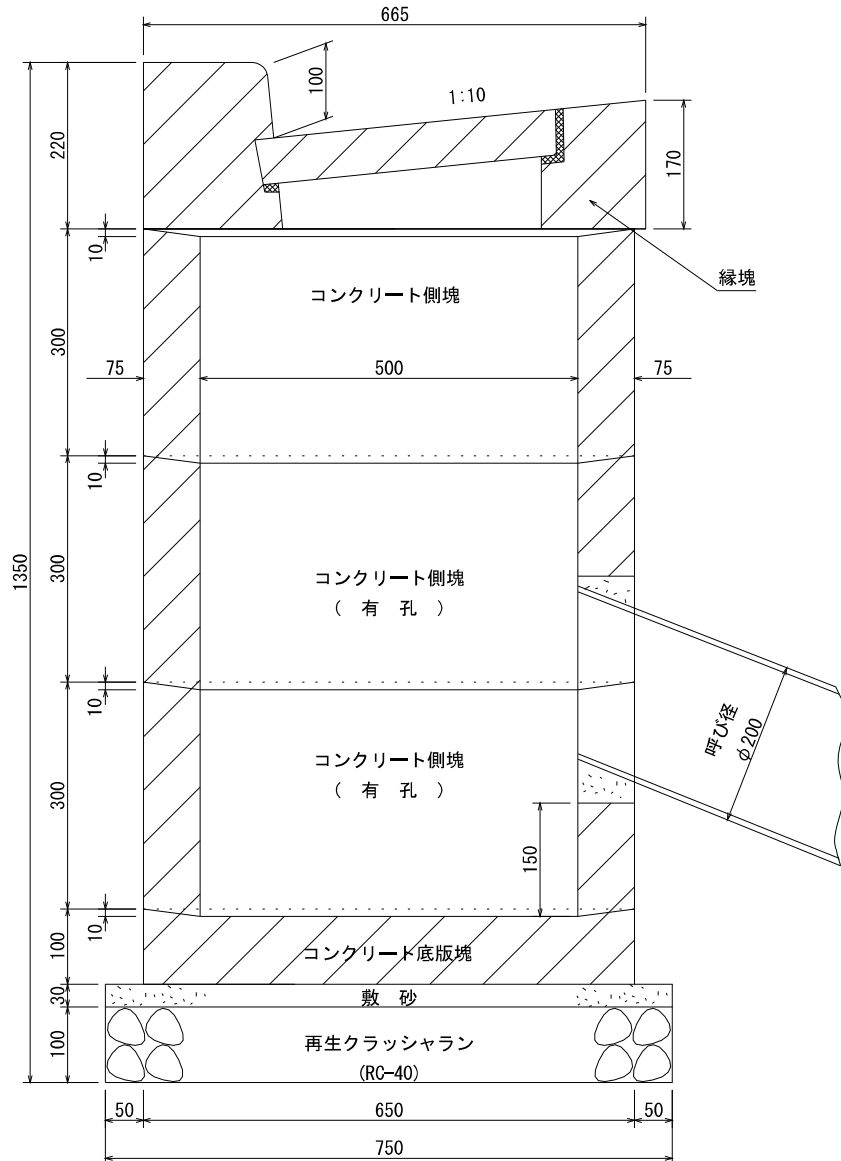 665
100
1:10
220
170
10
縁塊
コンクリート側塊
300
75
500
75
10
1350
300
コンクリート側塊
( 有 孔 )
10
呼び径
φ200
コンクリート側塊
( 有 孔 )
300
150
10
100
コンクリート底版塊
30
敷 砂
100
再生クラッシャラン
(RC-40)
50
650
50
750